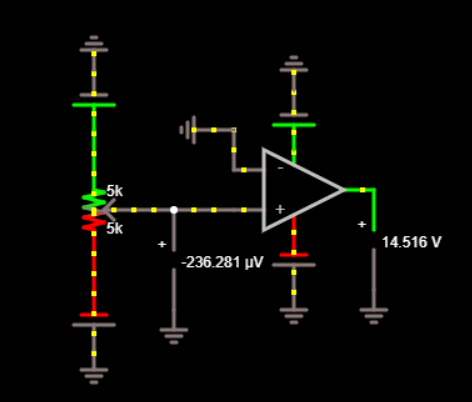 5k
-
5k
+
+
-236.281 µV
+
14.516 V